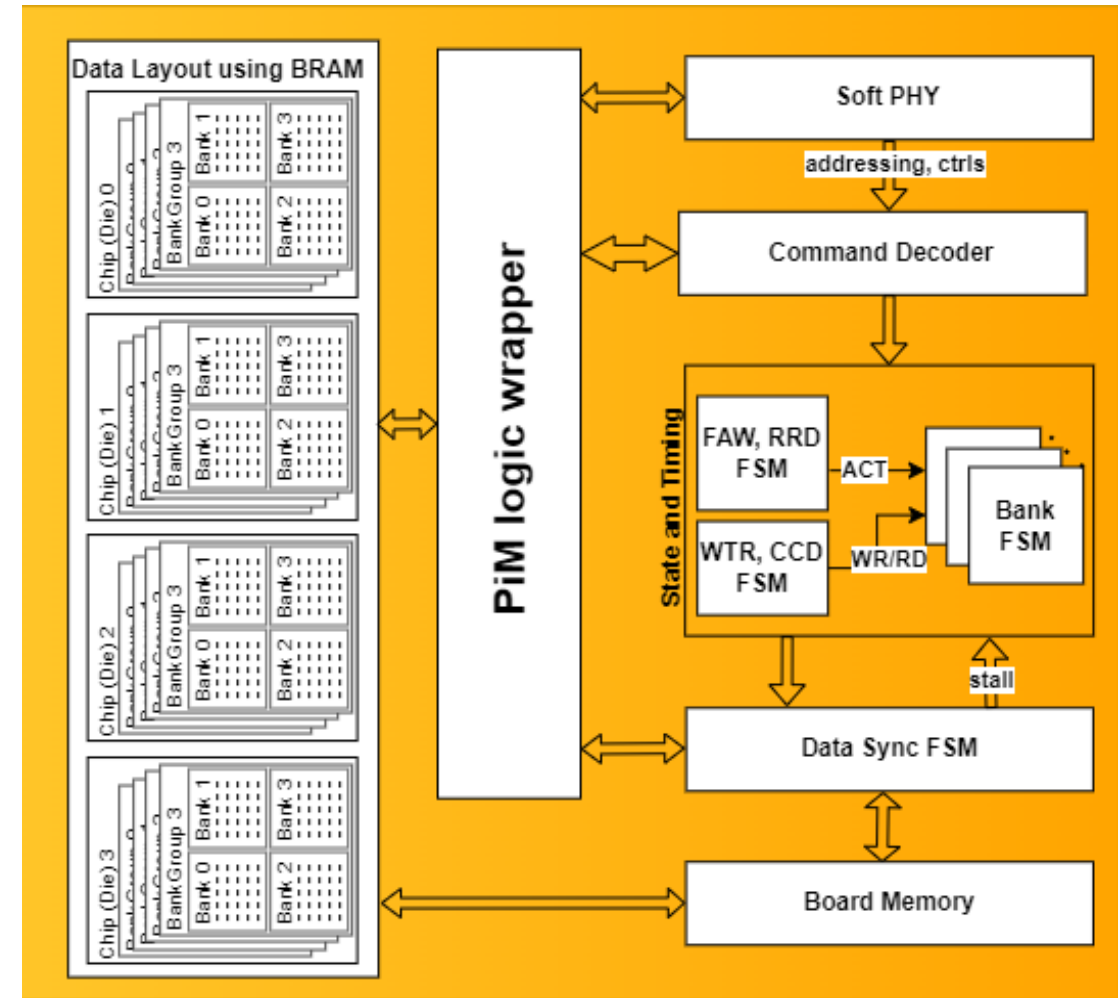 Data Layout using BRAM
Chip (Die) 0
BankGroup 3
Bank 1
Bank 3
Bank 0
Bank 2
Chip (Die) 1
BankGroup 3
Bank 1
Bank 3
Bank 0
Bank 2
Chip (Die) 2
BankGroup 3
Bank 1
Bank 3
Bank 0
Bank 2
Chip (Die) 3
BankGroup 3
Bank 1
Bank 3
Bank 0
Bank 2
PiM logic wrapper
Soft PHY
addressing, ctrls
Command Decoder
State and Timing
FAW, RRD
FSM
ACT
WTR, CCD
FSM
WR/RD
Bank
FSM
stall
Data Sync FSM
Board Memory